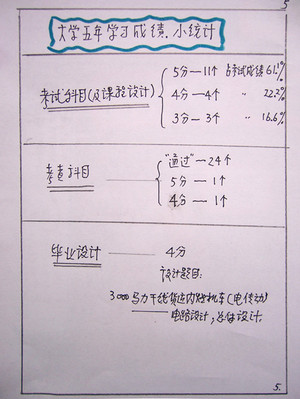 5
大学五年学习成绩.小统计
考试科目(及课程设计) 5分—11个 占考试成绩61.1%
4分—4个 〃 22.2%
3分—3个 〃 16.6%
考查科目 "通过"—24个
5分—1个
4分—1个
毕业设计 —— 4分
设计题目:
3000马力干线货运内燃机车(电传动)
——电路设计,总体设计.
5.